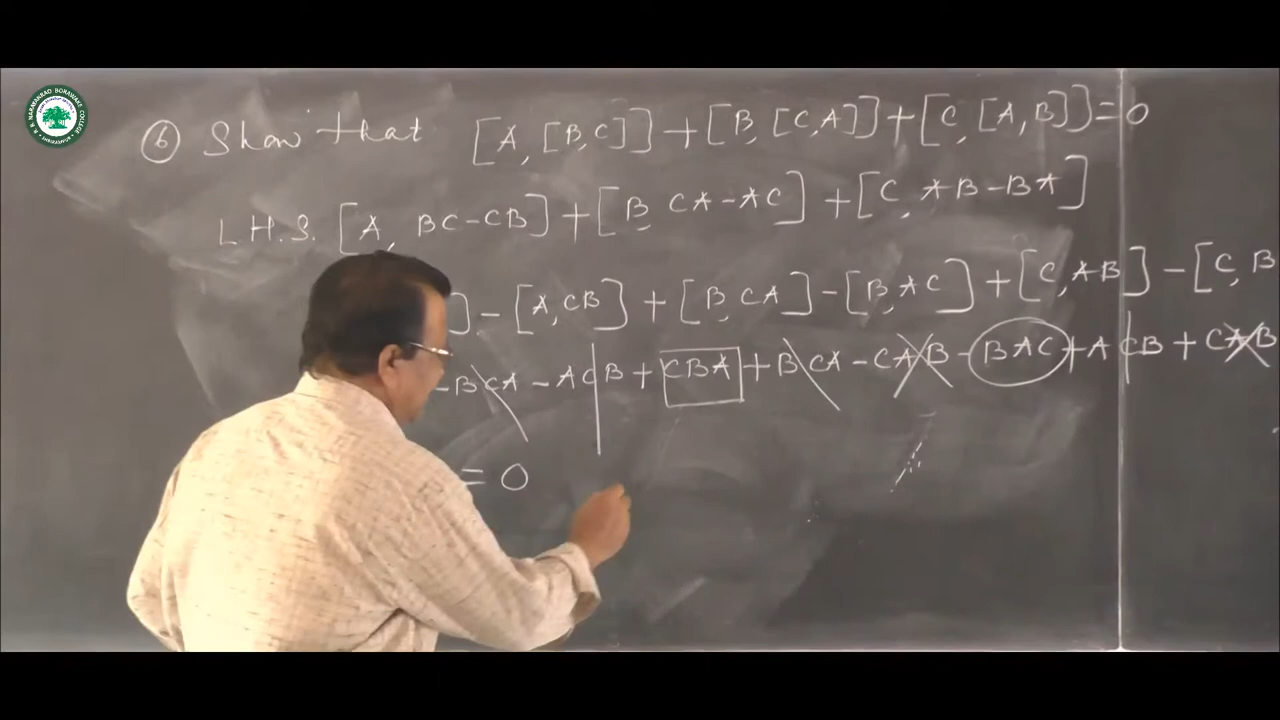 ⑥ Show that [A, [B, C]] + [B, [C, A]] + [C, [A, B]] = 0
L.H.S. [A, BC - CB] + [B, CA - AC] + [C, AB - BA]
] - [A, CB] + [B, CA] - [B, AC] + [C, AB] - [C, B
- BCA - ACB + CBA + BCA - CAB - BAC + ACB + CAB
= 0